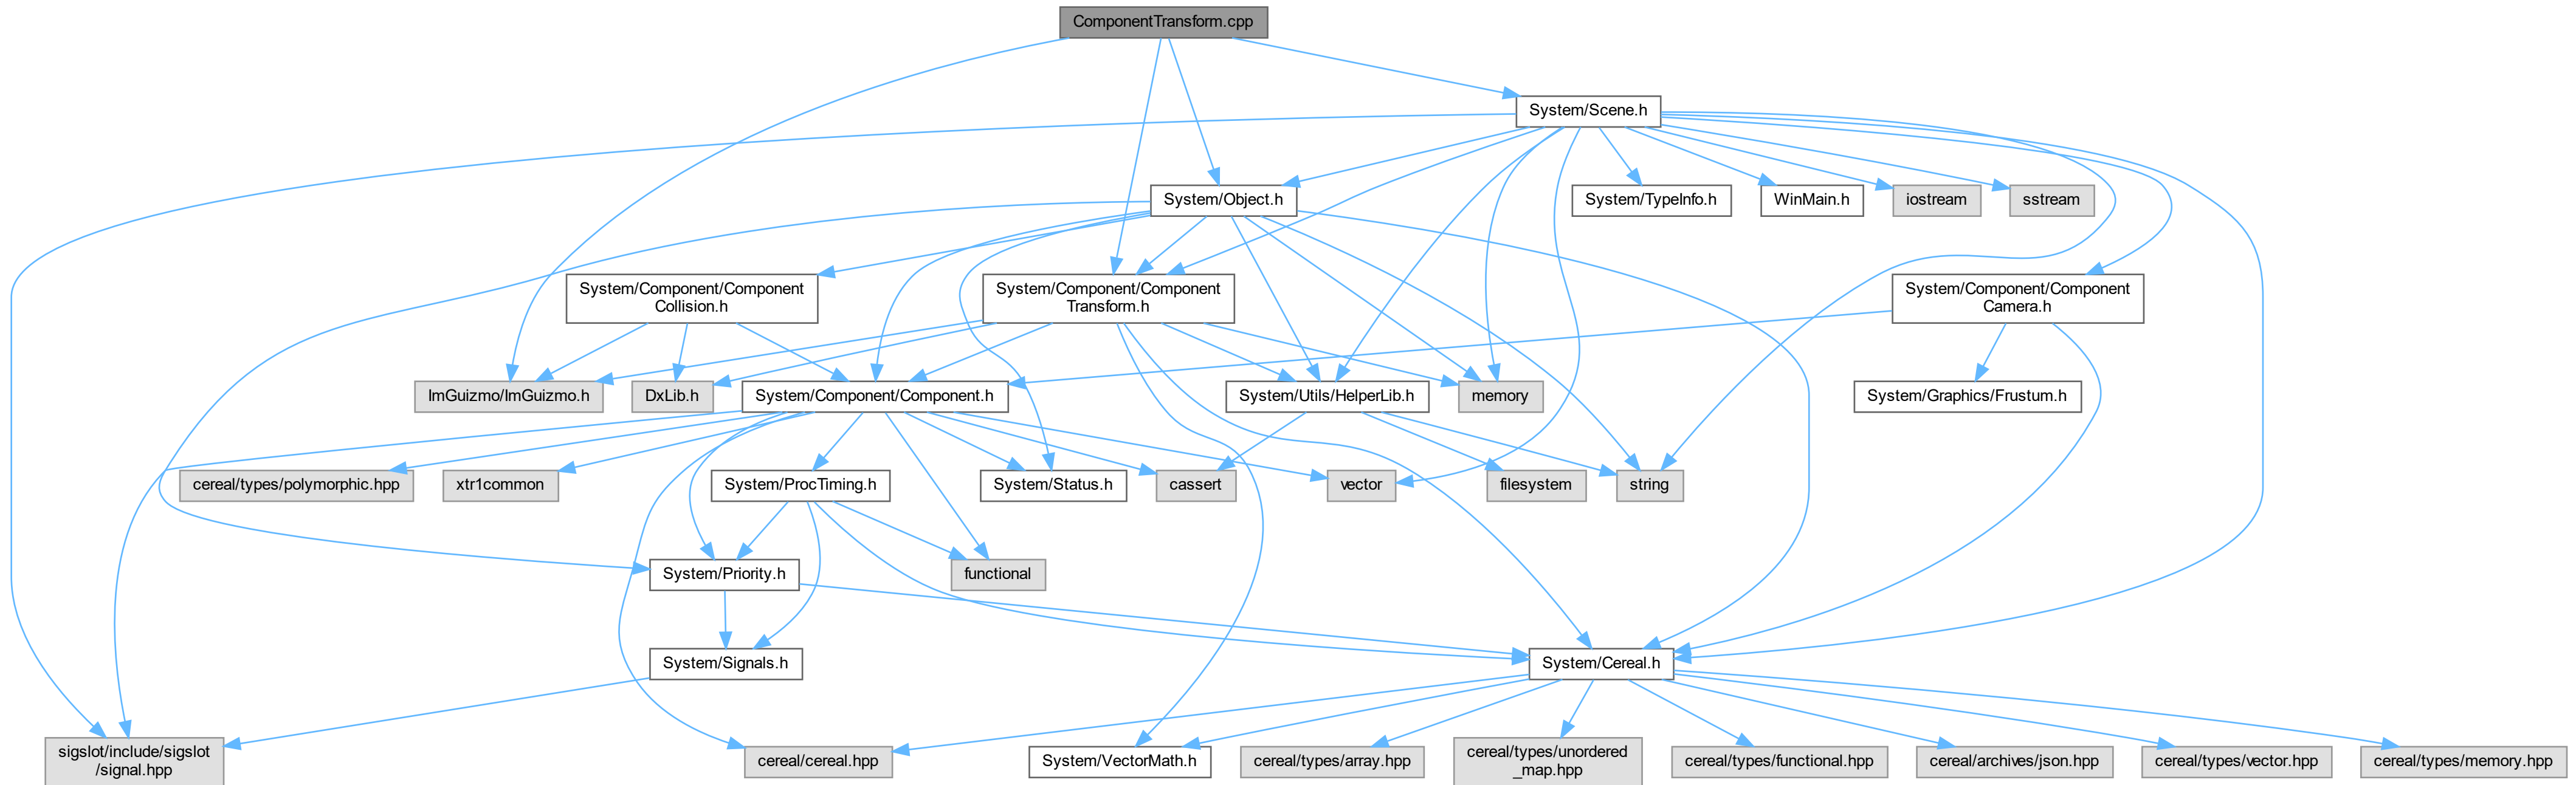 ComponentTransform.cpp
System/Scene.h
System/Object.h
System/TypeInfo.h
WinMain.h
iostream
sstream
System/Component/Component
Collision.h
System/Component/Component
Transform.h
System/Component/Component
Camera.h
ImGuizmo/ImGuizmo.h
DxLib.h
System/Component/Component.h
System/Utils/HelperLib.h
memory
System/Graphics/Frustum.h
cereal/types/polymorphic.hpp
xtr1common
System/ProcTiming.h
System/Status.h
cassert
vector
filesystem
string
System/Priority.h
functional
System/Signals.h
System/Cereal.h
sigslot/include/sigslot
/signal.hpp
cereal/cereal.hpp
System/VectorMath.h
cereal/types/array.hpp
cereal/types/unordered
_map.hpp
cereal/types/functional.hpp
cereal/archives/json.hpp
cereal/types/vector.hpp
cereal/types/memory.hpp